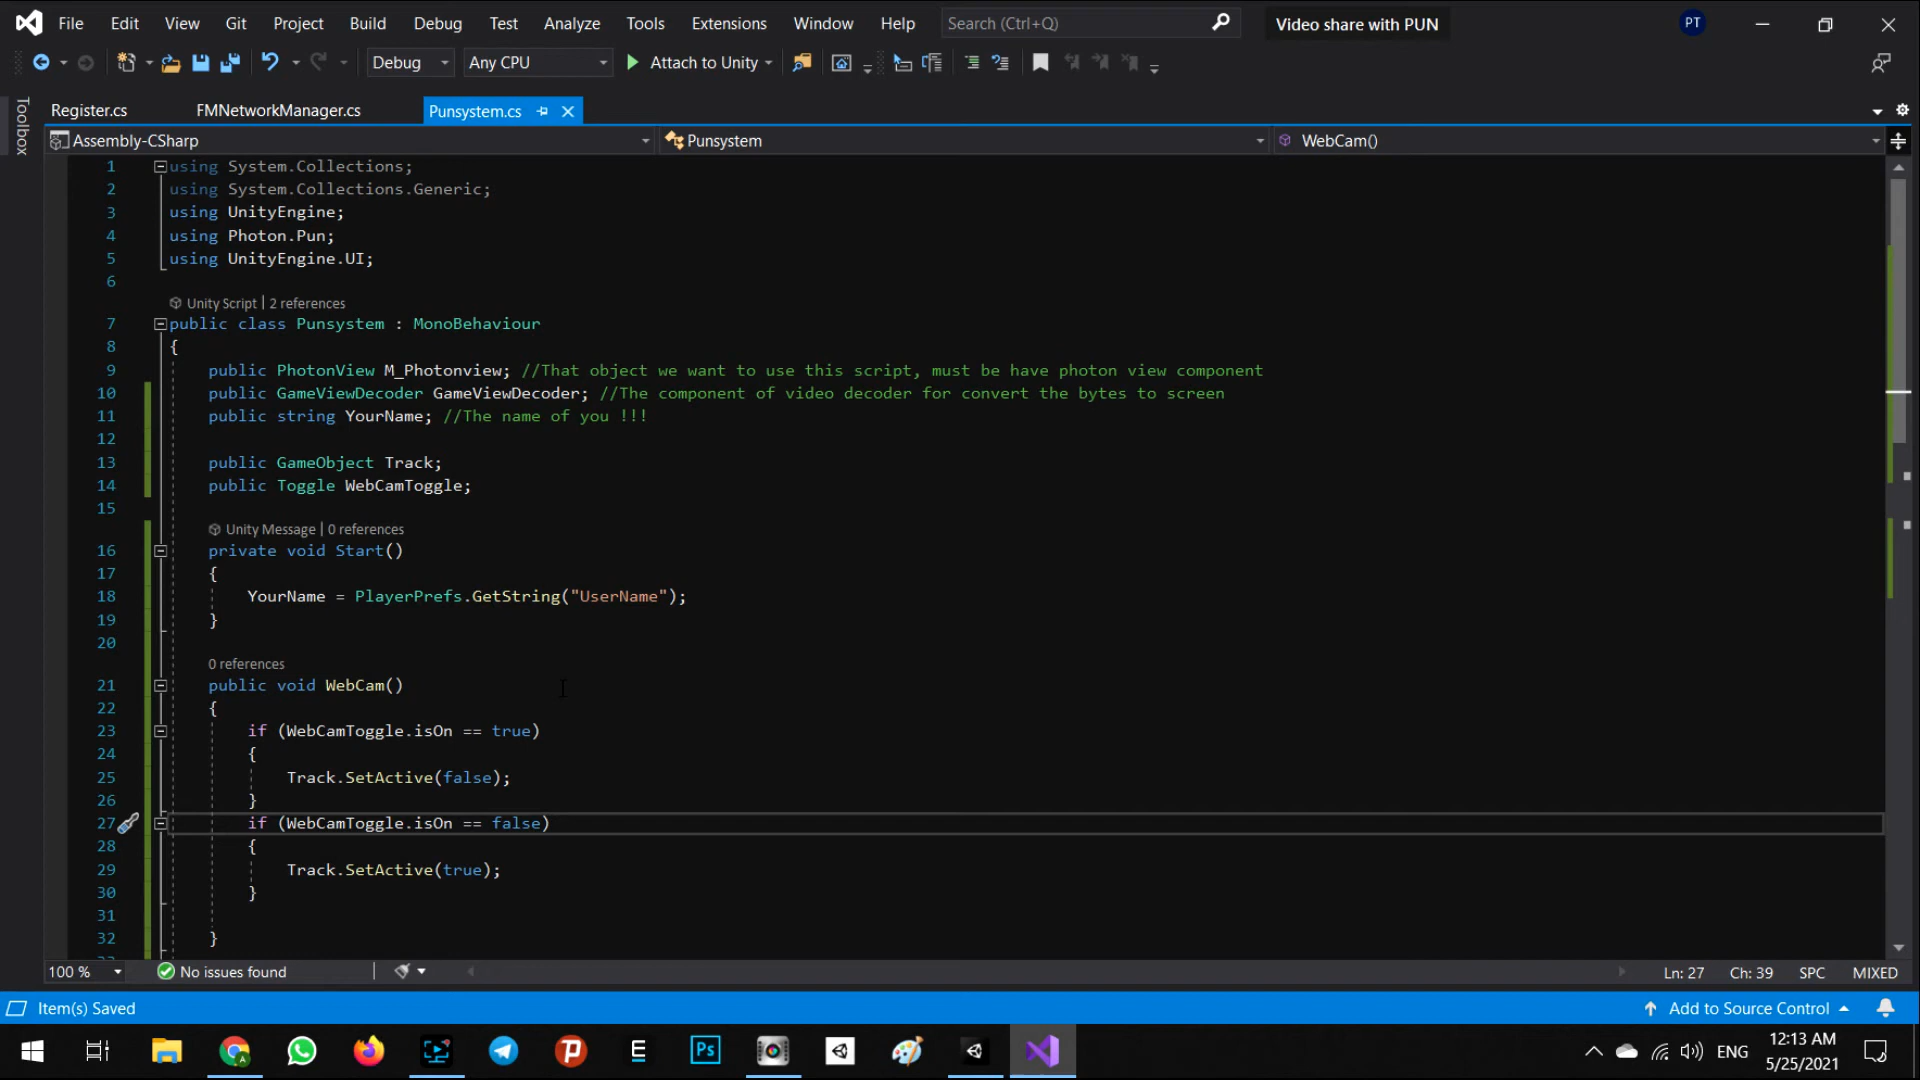 File Edit View Git Project Build Debug Test Analyze Tools Extensions Window Help Search (Ctrl+Q) Video share with PUN PT
Debug Any CPU Attach to Unity
Toolbox
Register.cs FMNetworkManager.cs Punsystem.cs
Assembly-CSharp Punsystem WebCam()
1 using System.Collections;
2 using System.Collections.Generic;
3 using UnityEngine;
4 using Photon.Pun;
5 using UnityEngine.UI;
6
Unity Script | 2 references
7 public class Punsystem : MonoBehaviour
8 {
9 public PhotonView M_Photonview; //That object we want to use this script, must be have photon view component
10 public GameViewDecoder GameViewDecoder; //The component of video decoder for convert the bytes to screen
11 public string YourName; //The name of you !!!
12
13 public GameObject Track;
14 public Toggle WebCamToggle;
15
Unity Message | 0 references
16 private void Start()
17 {
18 YourName = PlayerPrefs.GetString("UserName");
19 }
20
0 references
21 public void WebCam()
22 {
23 if (WebCamToggle.isOn == true)
24 {
25 Track.SetActive(false);
26 }
27 if (WebCamToggle.isOn == false)
28 {
29 Track.SetActive(true);
30 }
31
32 }
100 % No issues found Ln: 27 Ch: 39 SPC MIXED
Item(s) Saved Add to Source Control
Ps ENG 12:13 AM
5/25/2021